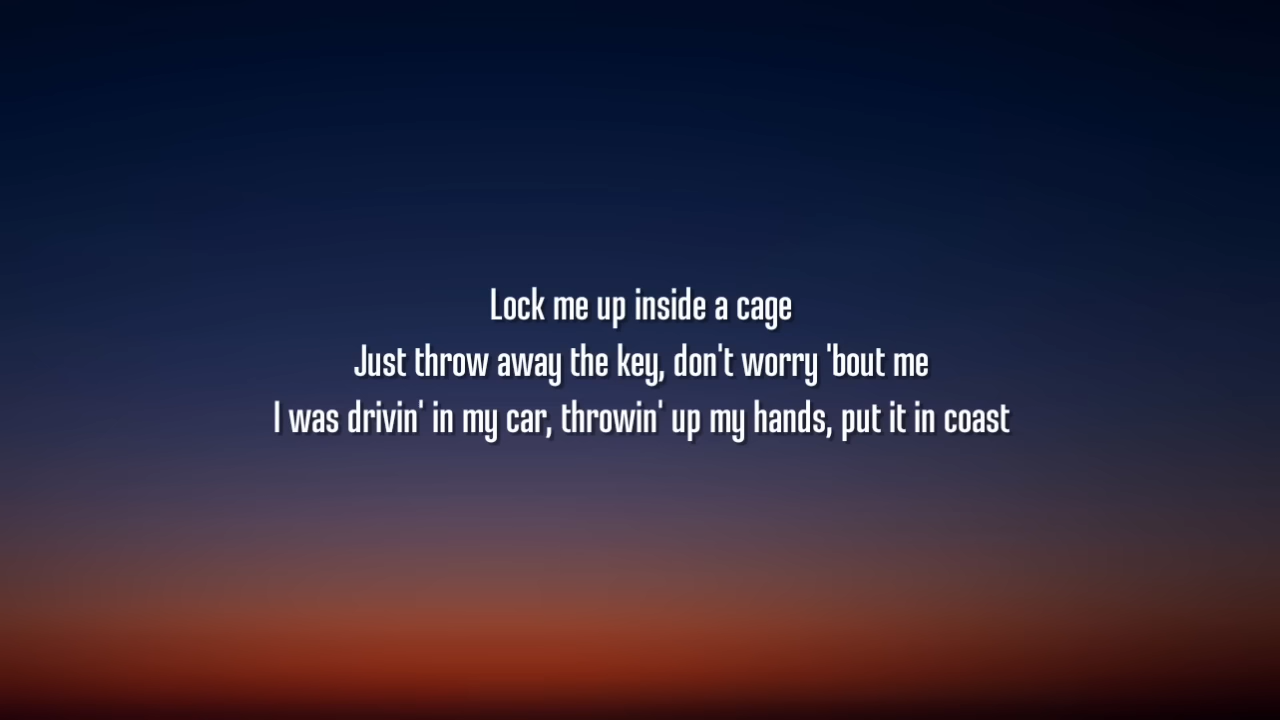 Lock me up inside a cage
Just throw away the key, don't worry 'bout me
I was drivin' in my car, throwin' up my hands, put it in coast